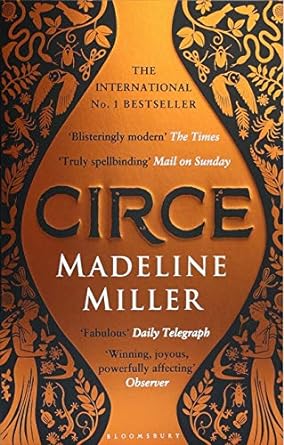 THE
INTERNATIONAL
No. 1 BESTSELLER
‘Blisteringly modern’ The Times
‘Truly spellbinding’ Mail on Sunday
CIRCE
MADELINE
MILLER
‘Fabulous’ Daily Telegraph
‘Winning, joyous,
powerfully affecting’
Observer
BLOOMSBURY